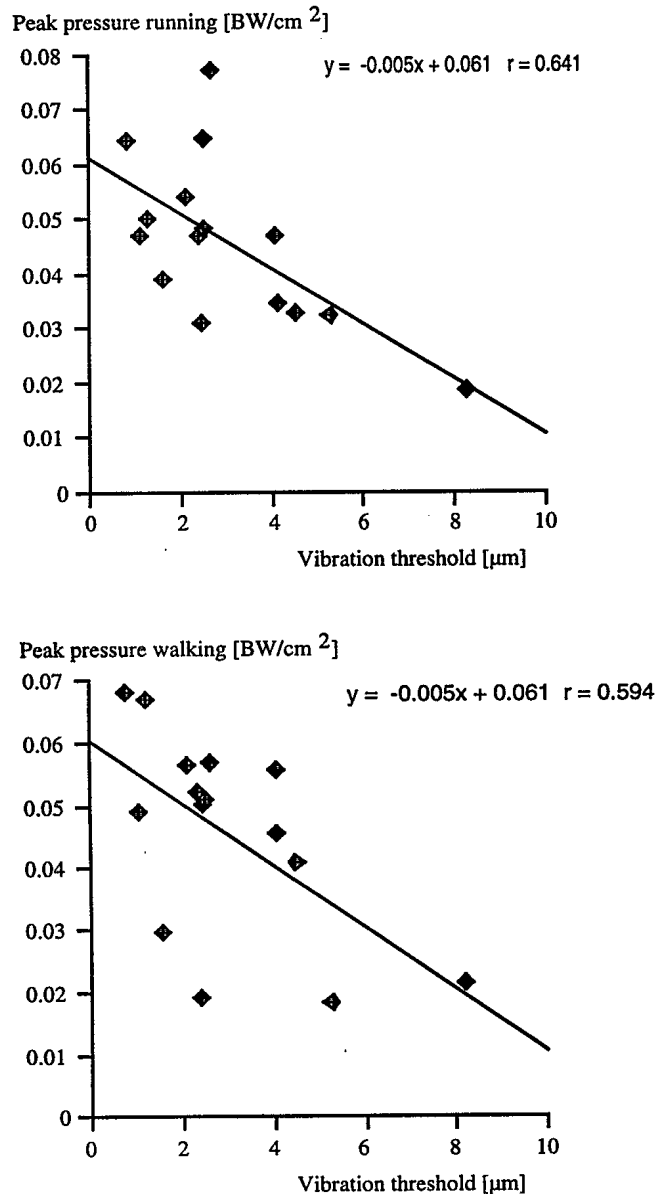 Peak pressure running [BW/cm 2]
y = -0.005x + 0.061 r = 0.641
0.08
0.07
0.06
0.05
0.04
0.03
0.02
0.01
0
0 2 4 6 8 10
Vibration threshold [µm]
Peak pressure walking [BW/cm 2]
y = -0.005x + 0.061 r = 0.594
0.07
0.06
0.05
0.04
0.03
0.02
0.01
0
0 2 4 6 8 10
Vibration threshold [µm]